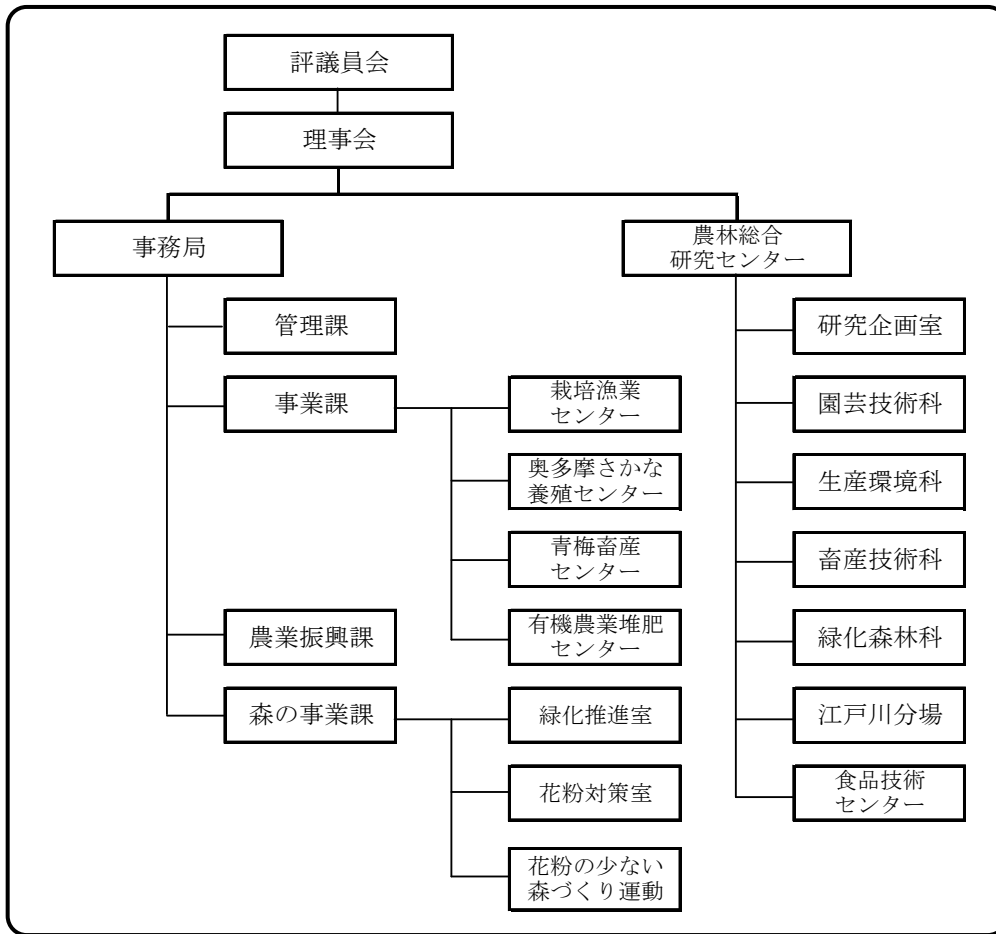 評議員会
理事会
事務局
農林総合
研究センター
管理課
事業課
栽培漁業
センター
奥多摩さかな
養殖センター
青梅畜産
センター
有機農業堆肥
センター
農業振興課
森の事業課
緑化推進室
花粉対策室
花粉の少ない
森づくり運動
研究企画室
園芸技術科
生産環境科
畜産技術科
緑化森林科
江戸川分場
食品技術
センター